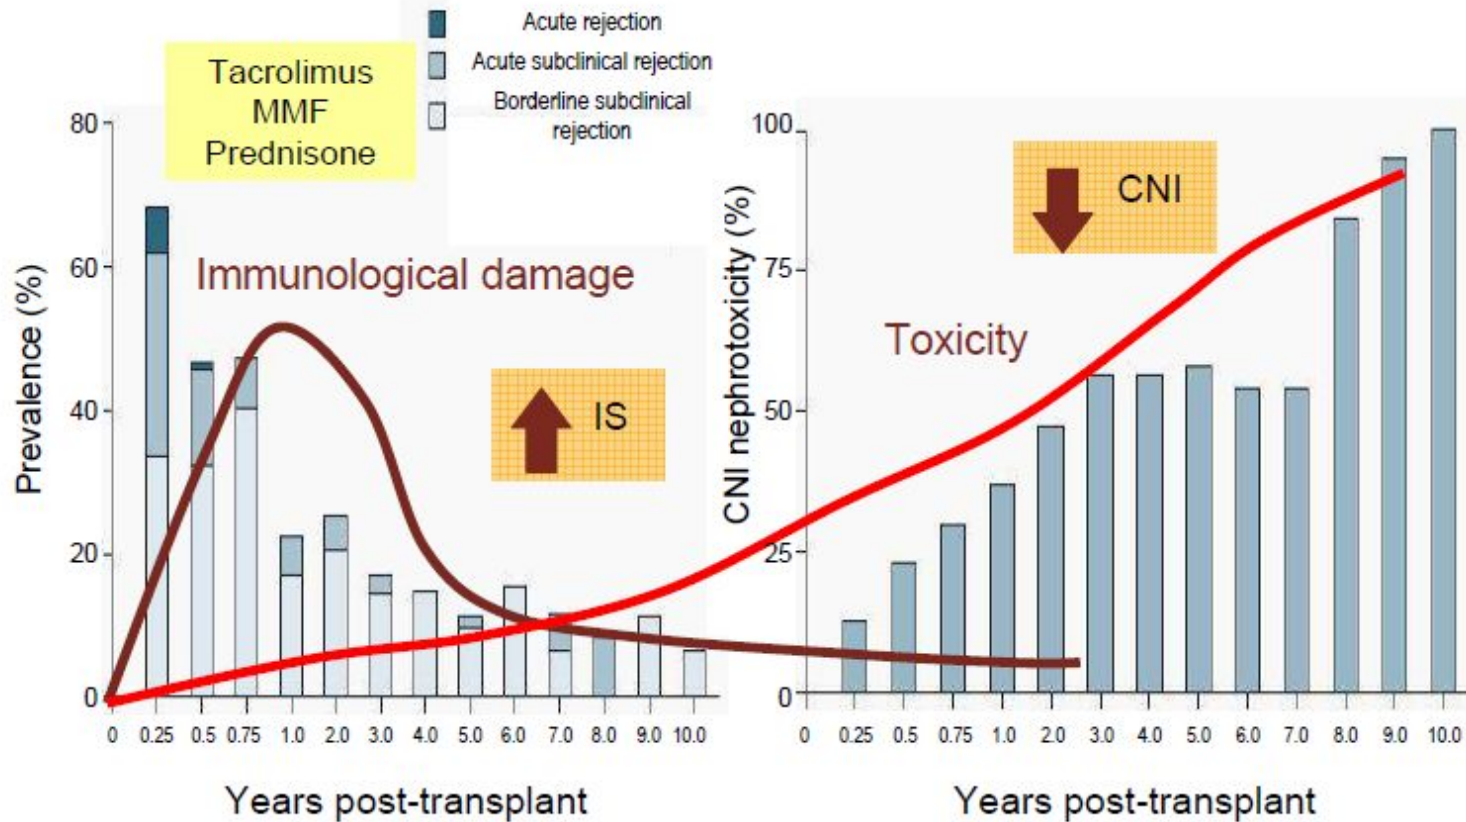 Acute rejection
Acute subclinical rejection
Borderline subclinical
rejection
Tacrolimus
MMF
Prednisone
Prevalence (%)
80
60
40
20
0
Immunological damage
IS
0 0.25 0.5 0.75 1.0 2.0 3.0 4.0 5.0 6.0 7.0 8.0 9.0 10.0
Years post-transplant
CNI nephrotoxicity (%)
100
75
50
25
0
CNI
Toxicity
0 0.25 0.5 0.75 1.0 2.0 3.0 4.0 5.0 6.0 7.0 8.0 9.0 10.0
Years post-transplant